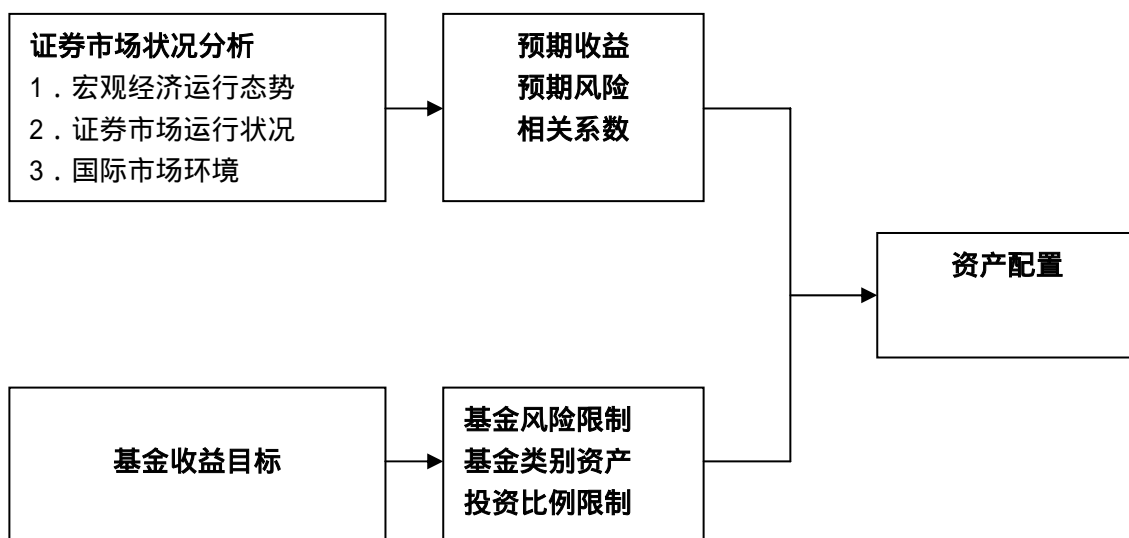 证券市场状况分析
1．宏观经济运行态势
2．证券市场运行状况
3．国际市场环境
预期收益
预期风险
相关系数
资产配置
基金收益目标
基金风险限制
基金类别资产
投资比例限制